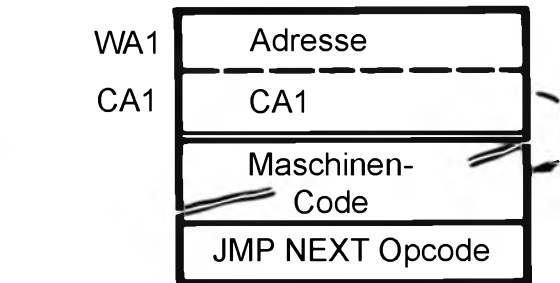 WA1 Adresse
CA1 CA1
Maschinen-
Code
JMP NEXT Opcode